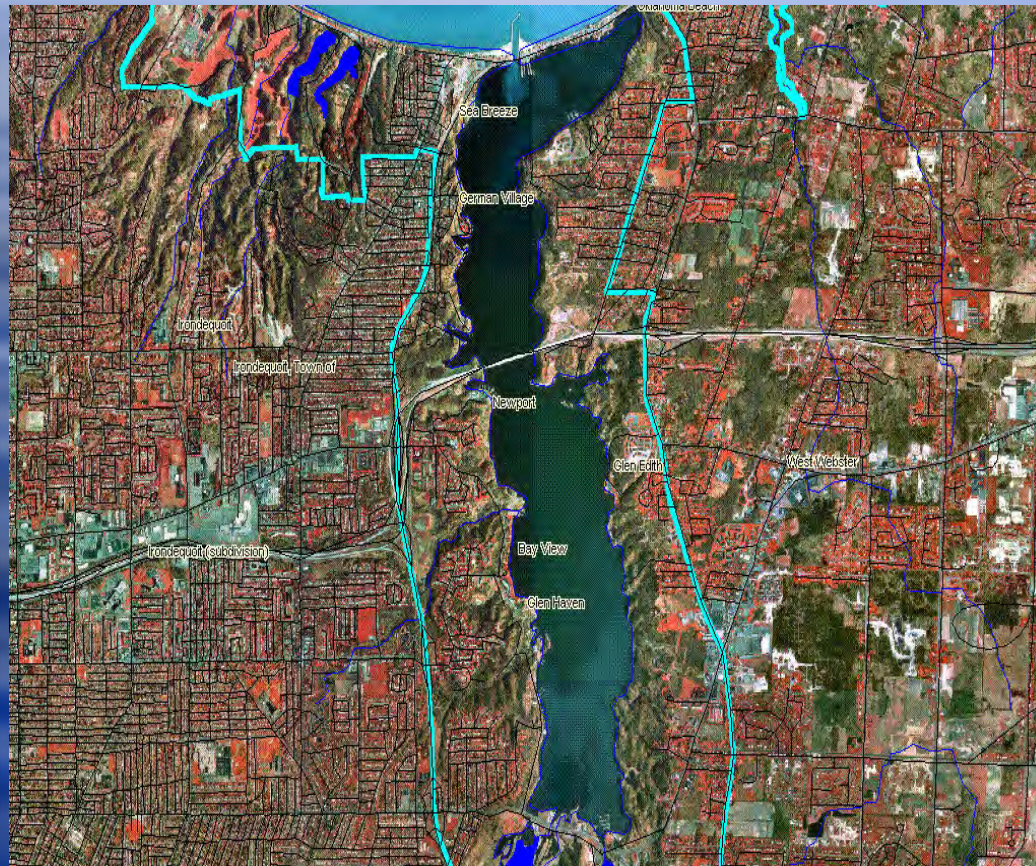 Oklahoma Beach
Sea Breeze
German Village
Irondequoit
Irondequoit, Town of
Newport
Glen Edith
West Webster
Bay View
Irondequoit (subdivision)
Glen Haven